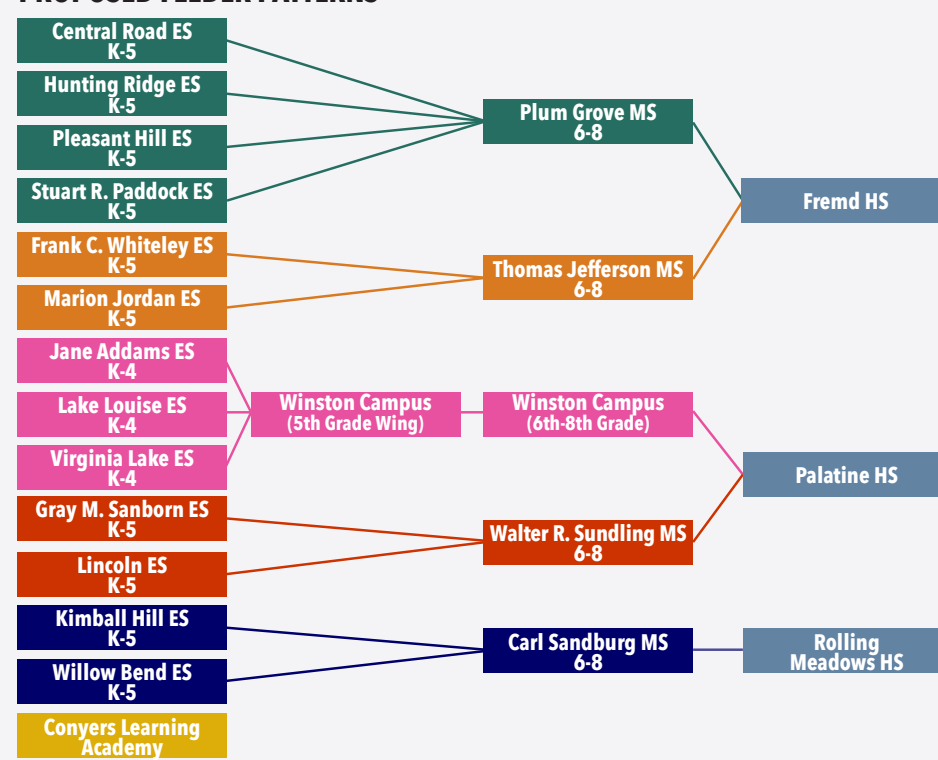 PROPOSED FEEDER PATTERNS
Central Road ES
K-5
Hunting Ridge ES
K-5
Pleasant Hill ES
K-5
Stuart R. Paddock ES
K-5
Frank C. Whiteley ES
K-5
Marion Jordan ES
K-5
Jane Addams ES
K-4
Lake Louise ES
K-4
Virginia Lake ES
K-4
Gray M. Sanborn ES
K-5
Lincoln ES
K-5
Kimball Hill ES
K-5
Willow Bend ES
K-5
Conyers Learning
Academy
Winston Campus
(5th Grade Wing)
Plum Grove MS
6-8
Thomas Jefferson MS
6-8
Winston Campus
(6th-8th Grade)
Walter R. Sundling MS
6-8
Carl Sandburg MS
6-8
Fremd HS
Palatine HS
Rolling
Meadows HS